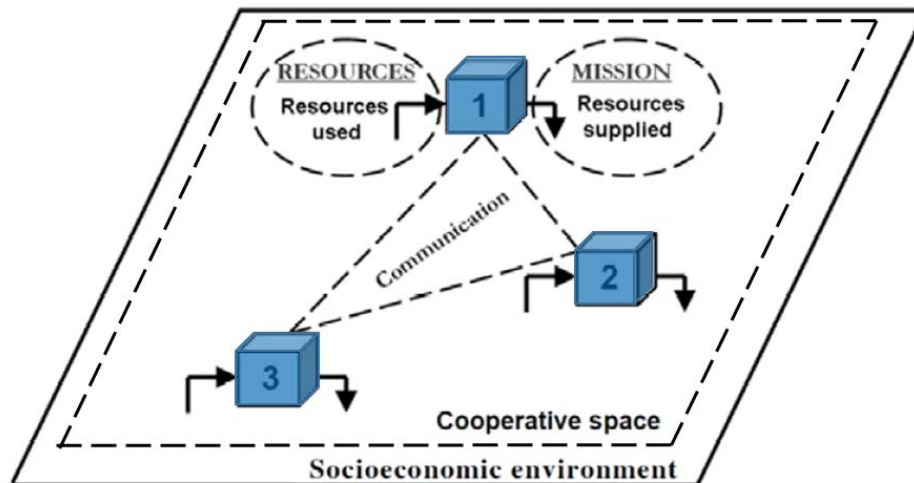 RESOURCES
Resources
used
1
MISSION
Resources
supplied
Communication
2
3
Cooperative space
Socioeconomic environment